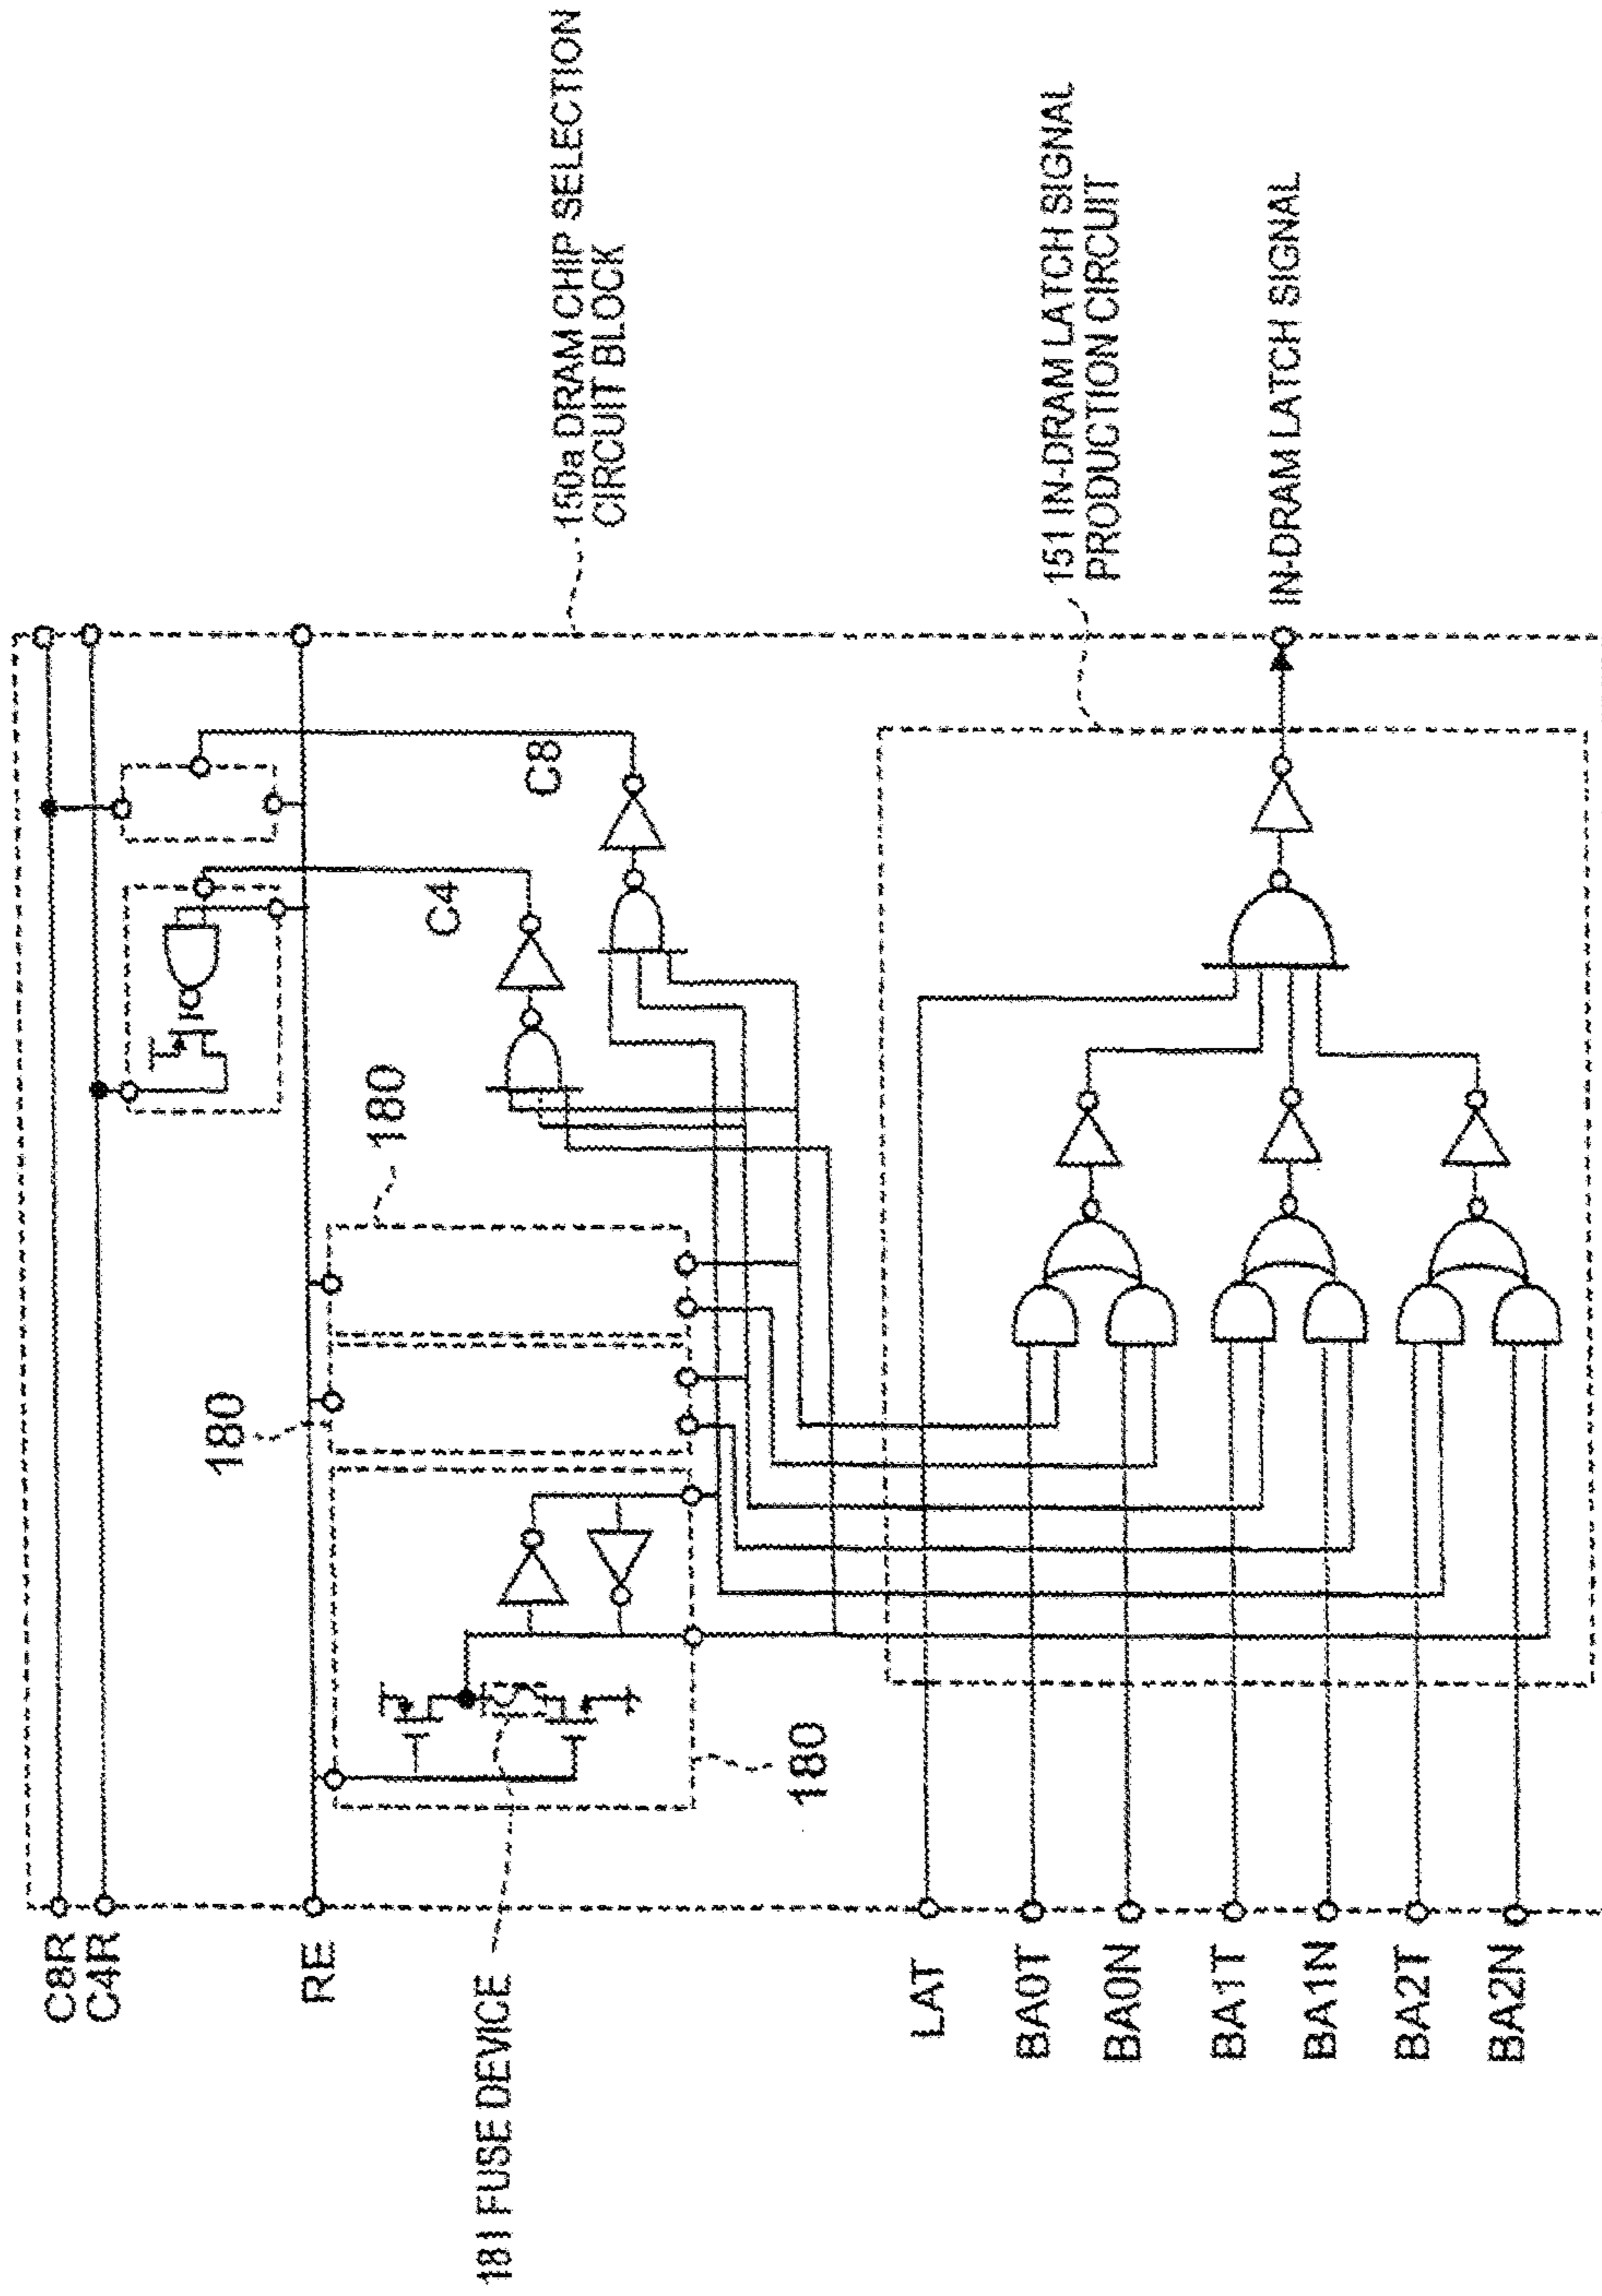 C8R
C4R
RE
181 FUSE DEVICE
LAT
BA0T
BA0N
BA1T
BA1N
BA2T
BA2N
180
180
180
C4
C8
150a DRAM CHIP SELECTION
CIRCUIT BLOCK
151 IN-DRAM LATCH SIGNAL
PRODUCTION CIRCUIT
IN-DRAM LATCH SIGNAL